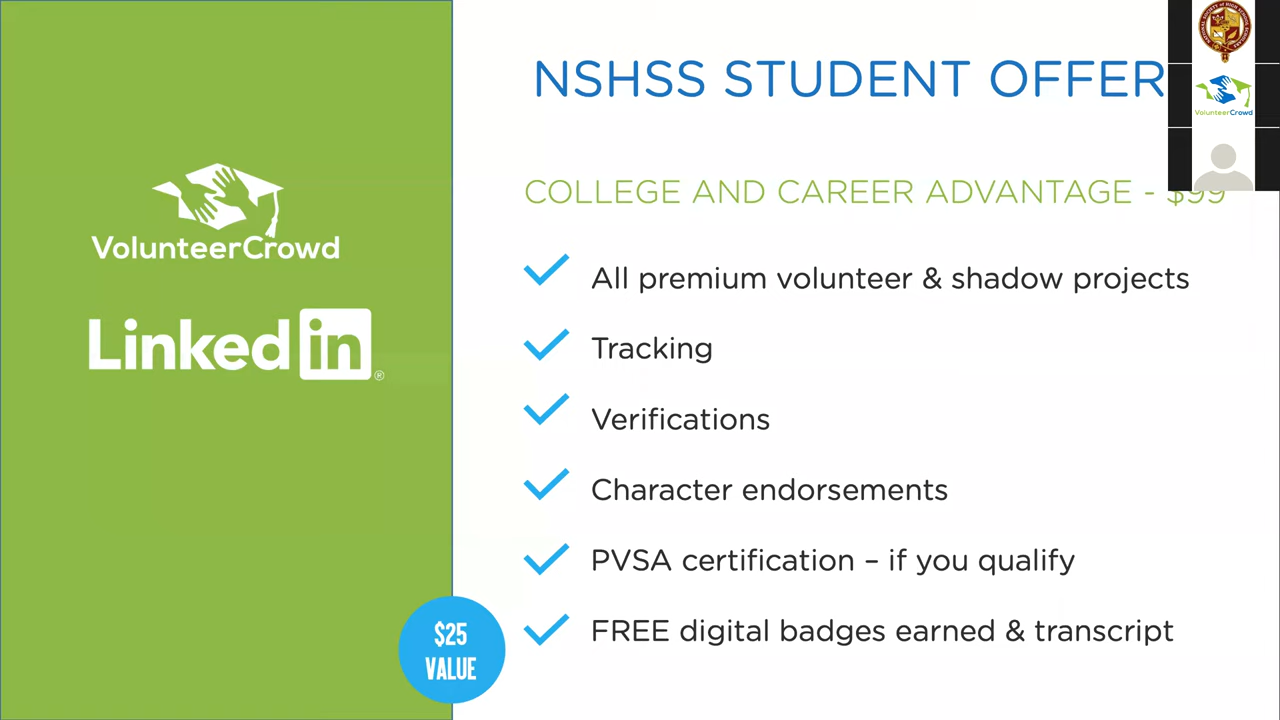 NSHSS STUDENT OFFER
VolunteerCrowd
COLLEGE AND CAREER ADVANTAGE - $99
VolunteerCrowd
LinkedIn®
All premium volunteer & shadow projects
Tracking
Verifications
Character endorsements
PVSA certification – if you qualify
FREE digital badges earned & transcript
$25
VALUE